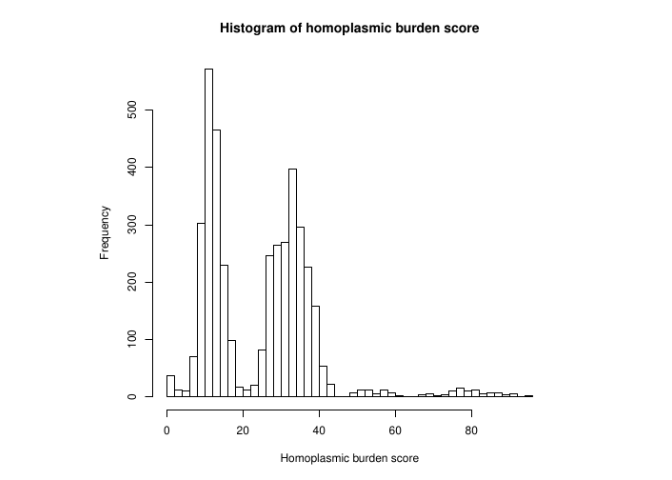 Histogram of homoplasmic burden score
Frequency
0 100 200 300 400 500
0 20 40 60 80
Homoplasmic burden score